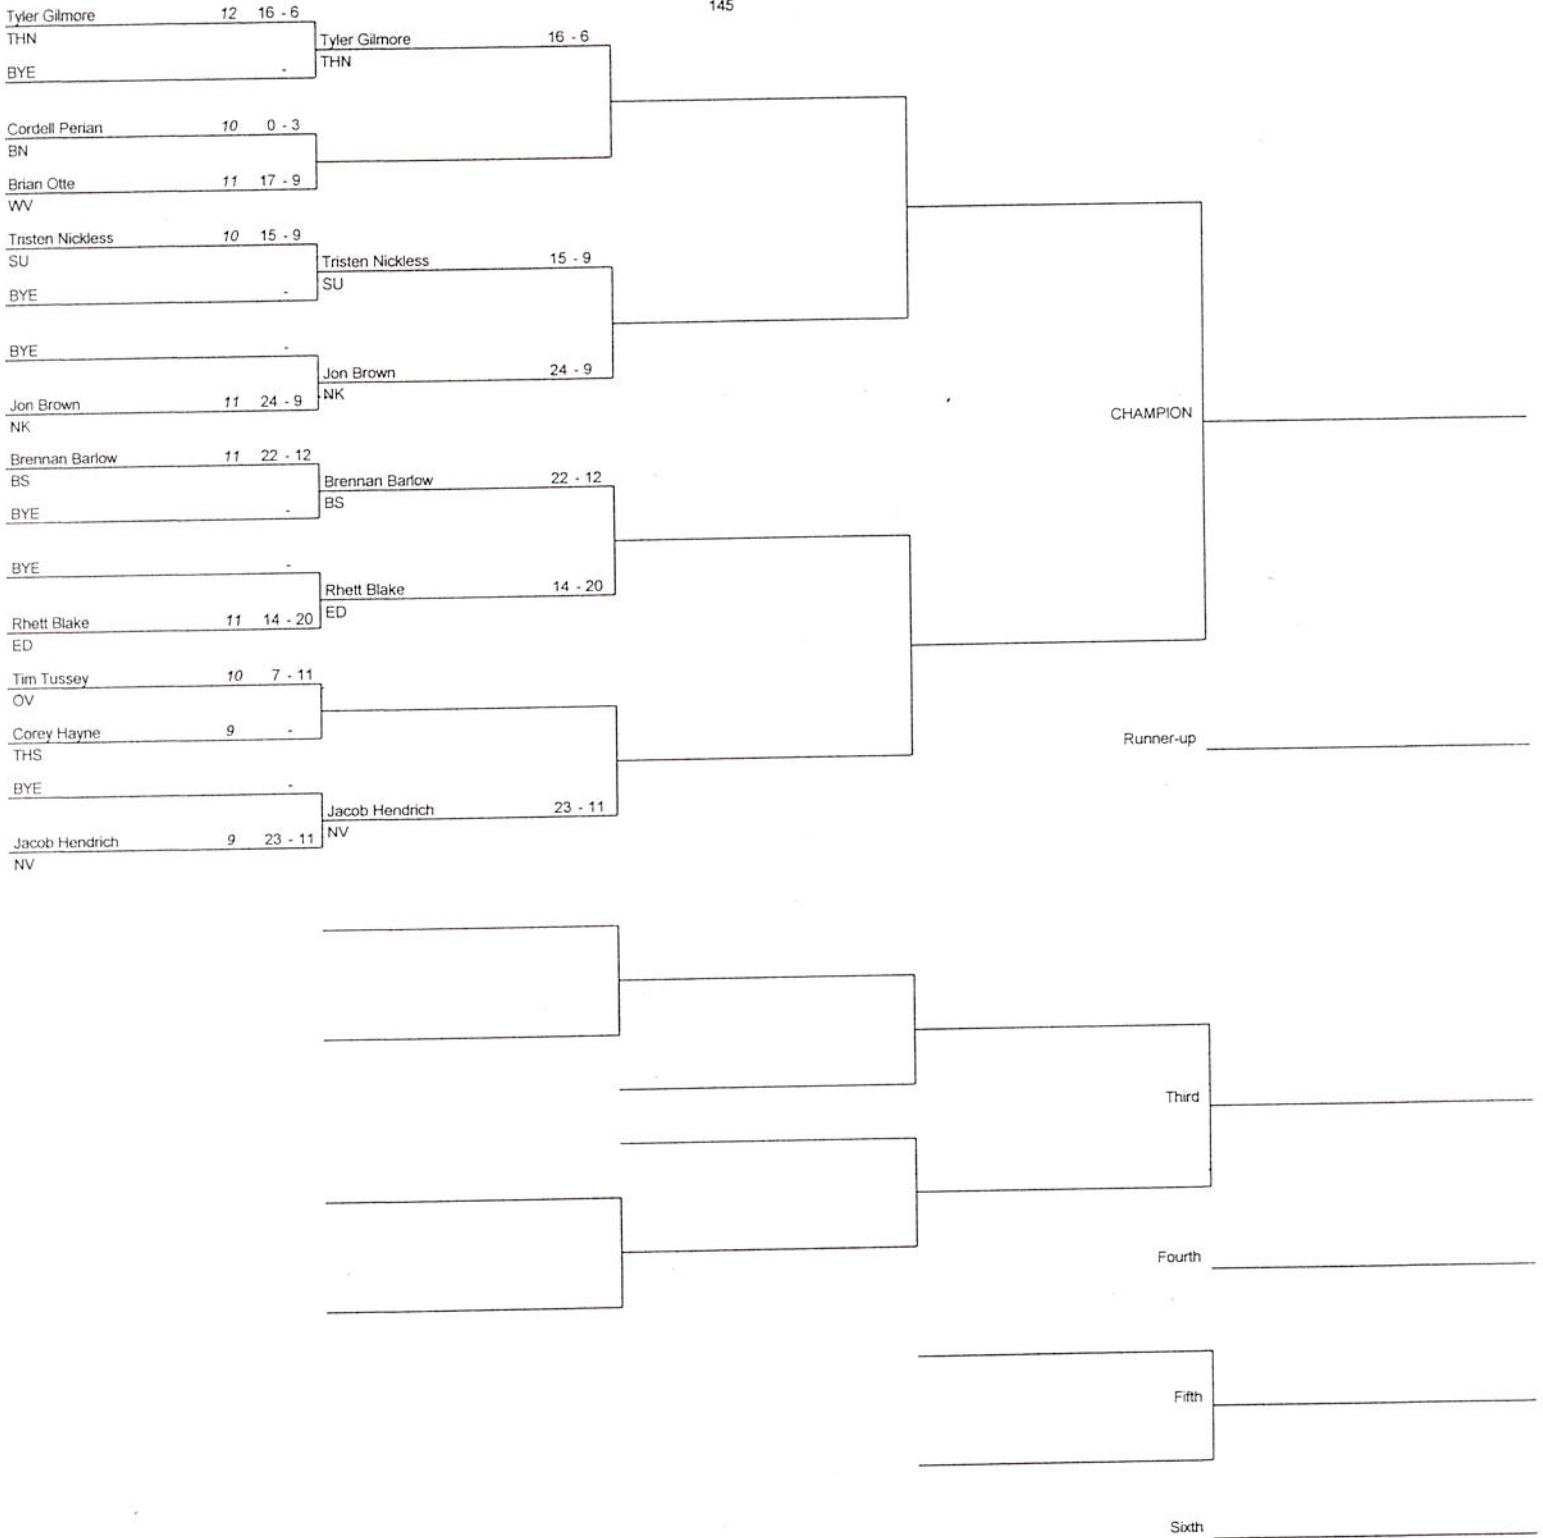 145
Tyler Gilmore 12 16 - 6
THN
BYE -
Cordell Perian 10 0 - 3
BN
Brian Otte 11 17 - 9
WV
Tristen Nickless 10 15 - 9
SU
BYE -
BYE -
Jon Brown 11 24 - 9
NK
Brennan Barlow 11 22 - 12
BS
BYE -
BYE -
Rhett Blake 11 14 - 20
ED
Tim Tussey 10 7 - 11
OV
Corey Hayne 9 -
THS
BYE -
Jacob Hendrich 9 23 - 11
NV
Tyler Gilmore 16 - 6
THN
Tristen Nickless 15 - 9
SU
Jon Brown 24 - 9
NK
Brennan Barlow 22 - 12
BS
Rhett Blake 14 - 20
ED
Jacob Hendrich 23 - 11
NV
CHAMPION
Runner-up
Third
Fourth
Fifth
Sixth